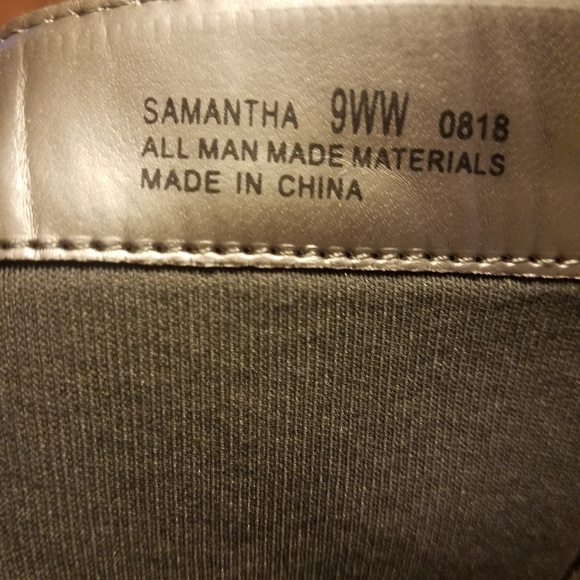 SAMANTHA 9WW 0818
ALL MAN MADE MATERIALS
MADE IN CHINA